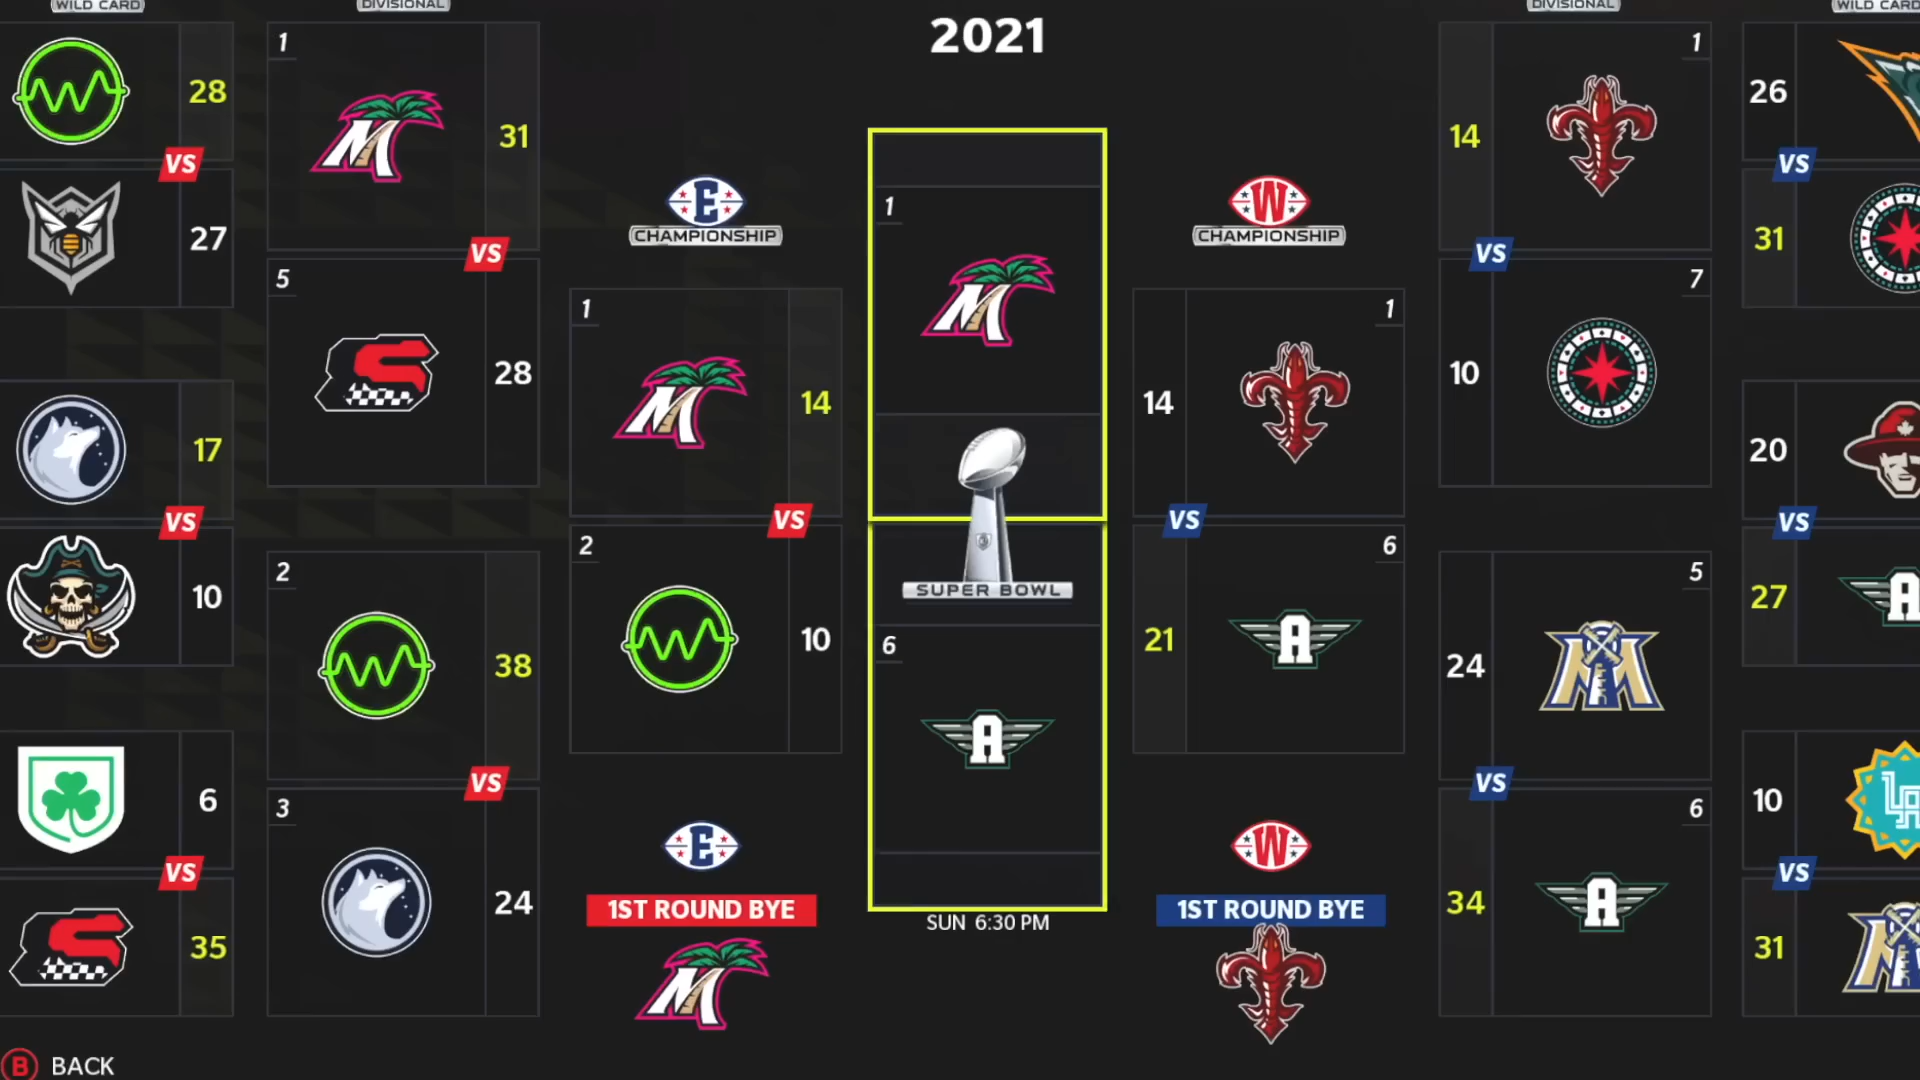 WILD CARD
DIVISIONAL
2021
DIVISIONAL
WILD CARD
28
VS
27
17
VS
10
6
VS
35
1
M
31
VS
5
28
2
38
VS
3
24
E
CHAMPIONSHIP
1
M
14
VS
2
10
E
1ST ROUND BYE
M
1
M
SUPER BOWL
6
A
SUN 6:30 PM
W
CHAMPIONSHIP
14
1
VS
21
6
A
W
1ST ROUND BYE
14
1
VS
10
7
24
5
M
VS
34
6
A
26
VS
31
20
VS
27
A
10
LA
VS
31
B BACK